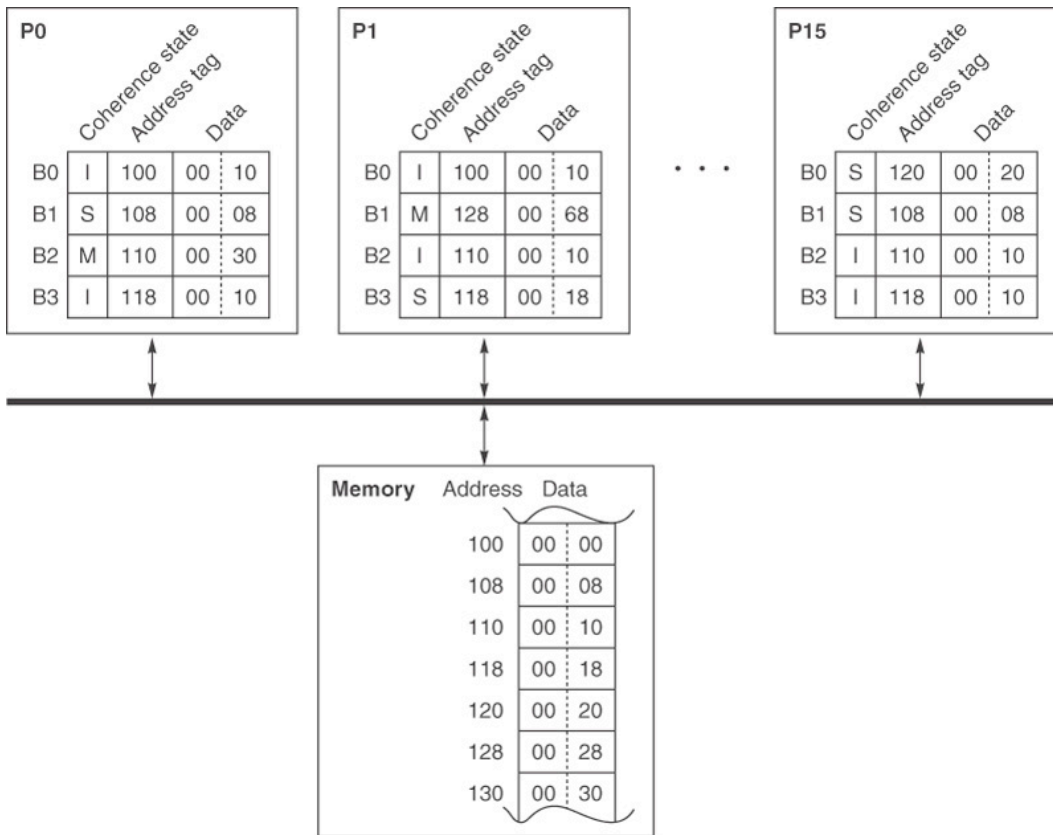 P0
Coherence state
Address tag
Data
B0 I 100 00 10
B1 S 108 00 08
B2 M 110 00 30
B3 I 118 00 10
P1
Coherence state
Address tag
Data
B0 I 100 00 10
B1 M 128 00 68
B2 I 110 00 10
B3 S 118 00 18
. . .
P15
Coherence state
Address tag
Data
B0 S 120 00 20
B1 S 108 00 08
B2 I 110 00 10
B3 I 118 00 10
Memory Address Data
100 00 00
108 00 08
110 00 10
118 00 18
120 00 20
128 00 28
130 00 30